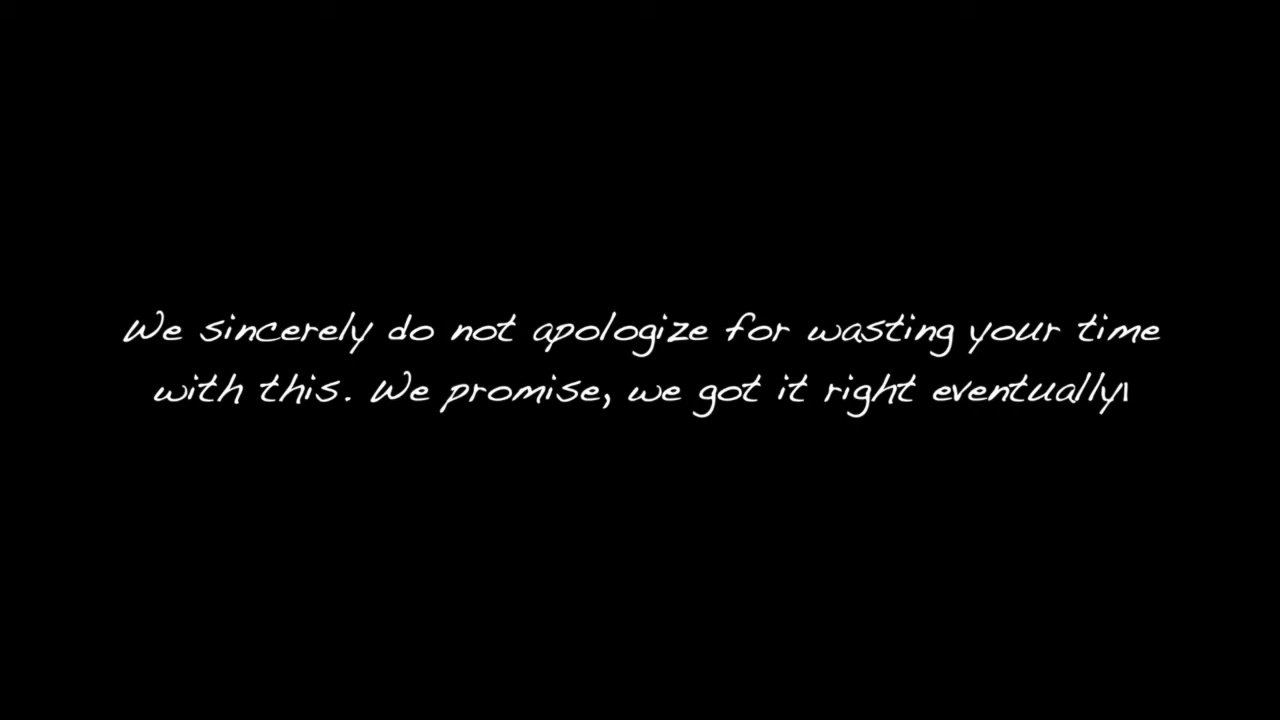 We sincerely do not apologize for wasting your time
with this. We promise, we got it right eventually